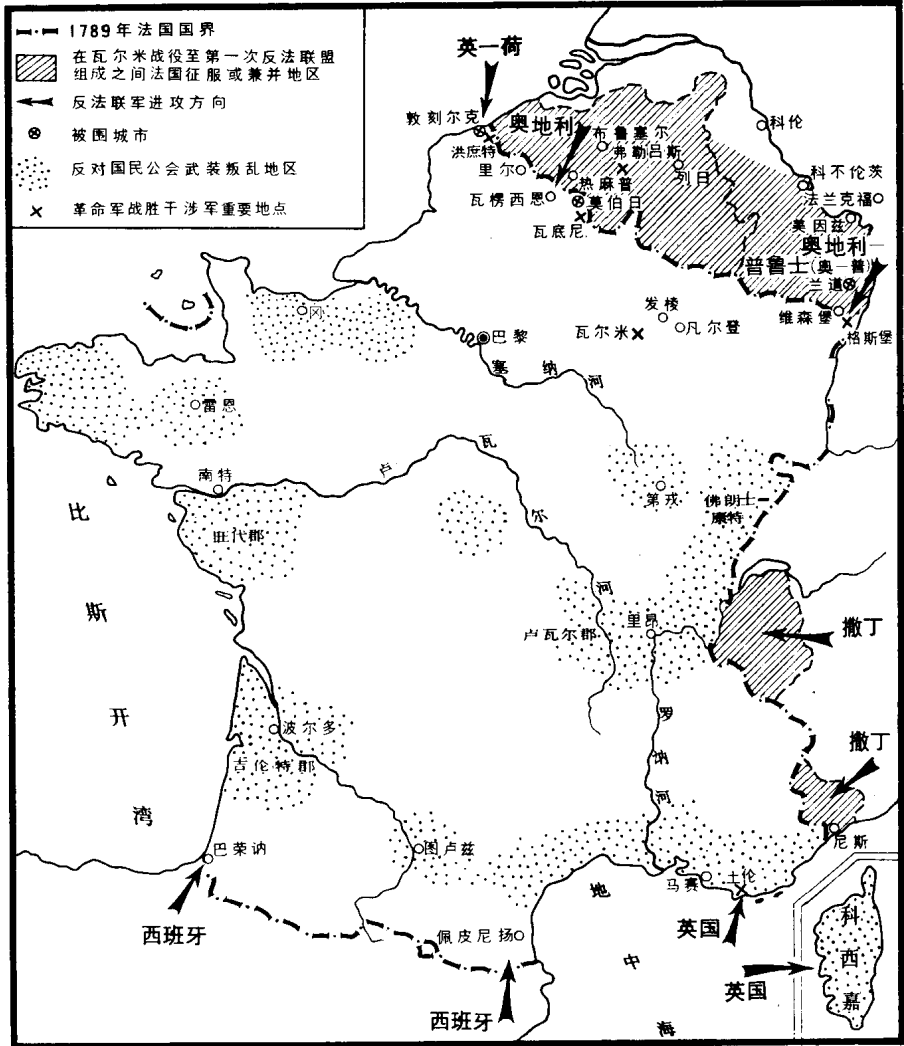 1789年法国国界
在瓦尔米战役至第一次反法联盟
组成之间法国征服或兼并地区
反法联军进攻方向
被围城市
反对国民公会武装叛乱地区
革命军战胜干涉军重要地点
英一荷
敦刻尔克
奥地利
布鲁塞尔
科伦
洪庶特
弗勒吕斯
里尔
列日
科不伦茨
热麻普
瓦楞西恩
莫伯日
法兰克福
美因兹
瓦底尼
奥地利一
普鲁士(奥一普)
兰道
发棱
维森堡
瓦尔米
凡尔登
格斯堡
冈
巴黎
塞纳河
雷恩
卢瓦尔河
南特
第戎
佛朗士一
康特
旺代郡
比斯开湾
里昂
卢瓦尔郡
撒丁
罗纳河
波尔多
撒丁
吉伦特郡
尼斯
巴荣讷
图卢兹
马赛
土伦
地中海
西班牙
佩皮尼扬
英国
科西嘉
英国
西班牙